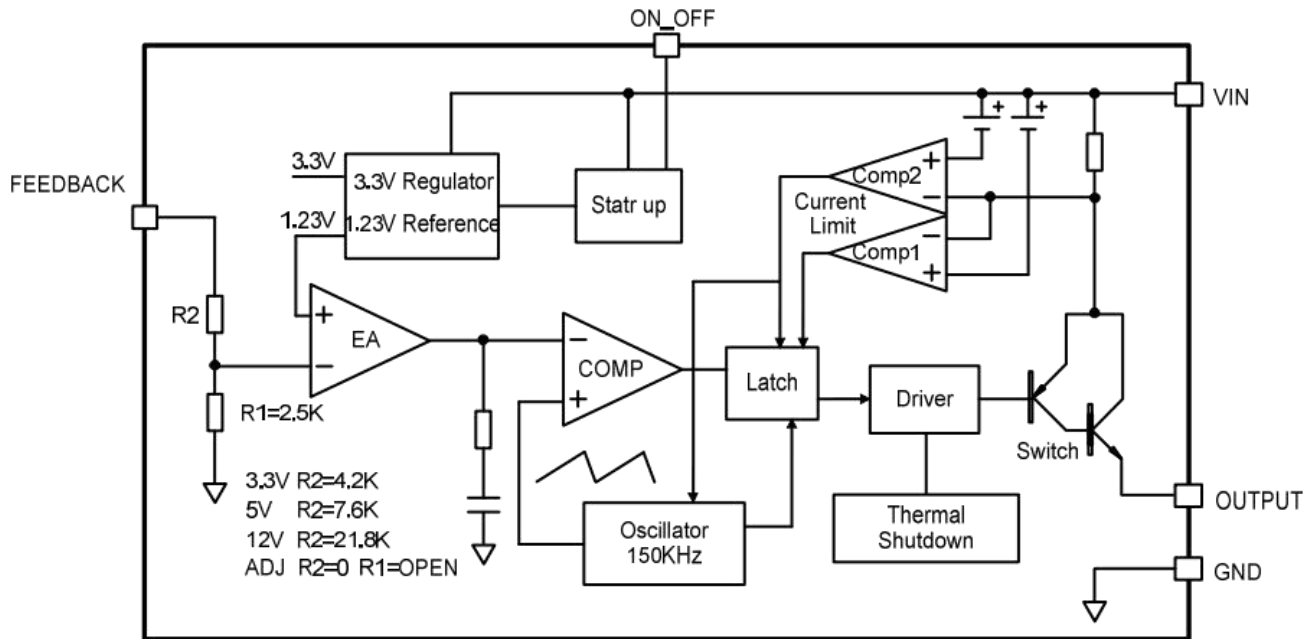 ON_OFF
VIN
FEEDBACK
3.3V
3.3V Regulator
1.23V
1.23V Reference
Statr up
+
+
+
Comp2
−
Current
Limit
−
Comp1
+
R2
+
EA
−
R1=2.5K
−
COMP
+
Latch
Driver
Switch
3.3V R2=4.2K
5V R2=7.6K
12V R2=21.8K
ADJ R2=0 R1=OPEN
Oscillator
150KHz
Thermal
Shutdown
OUTPUT
GND